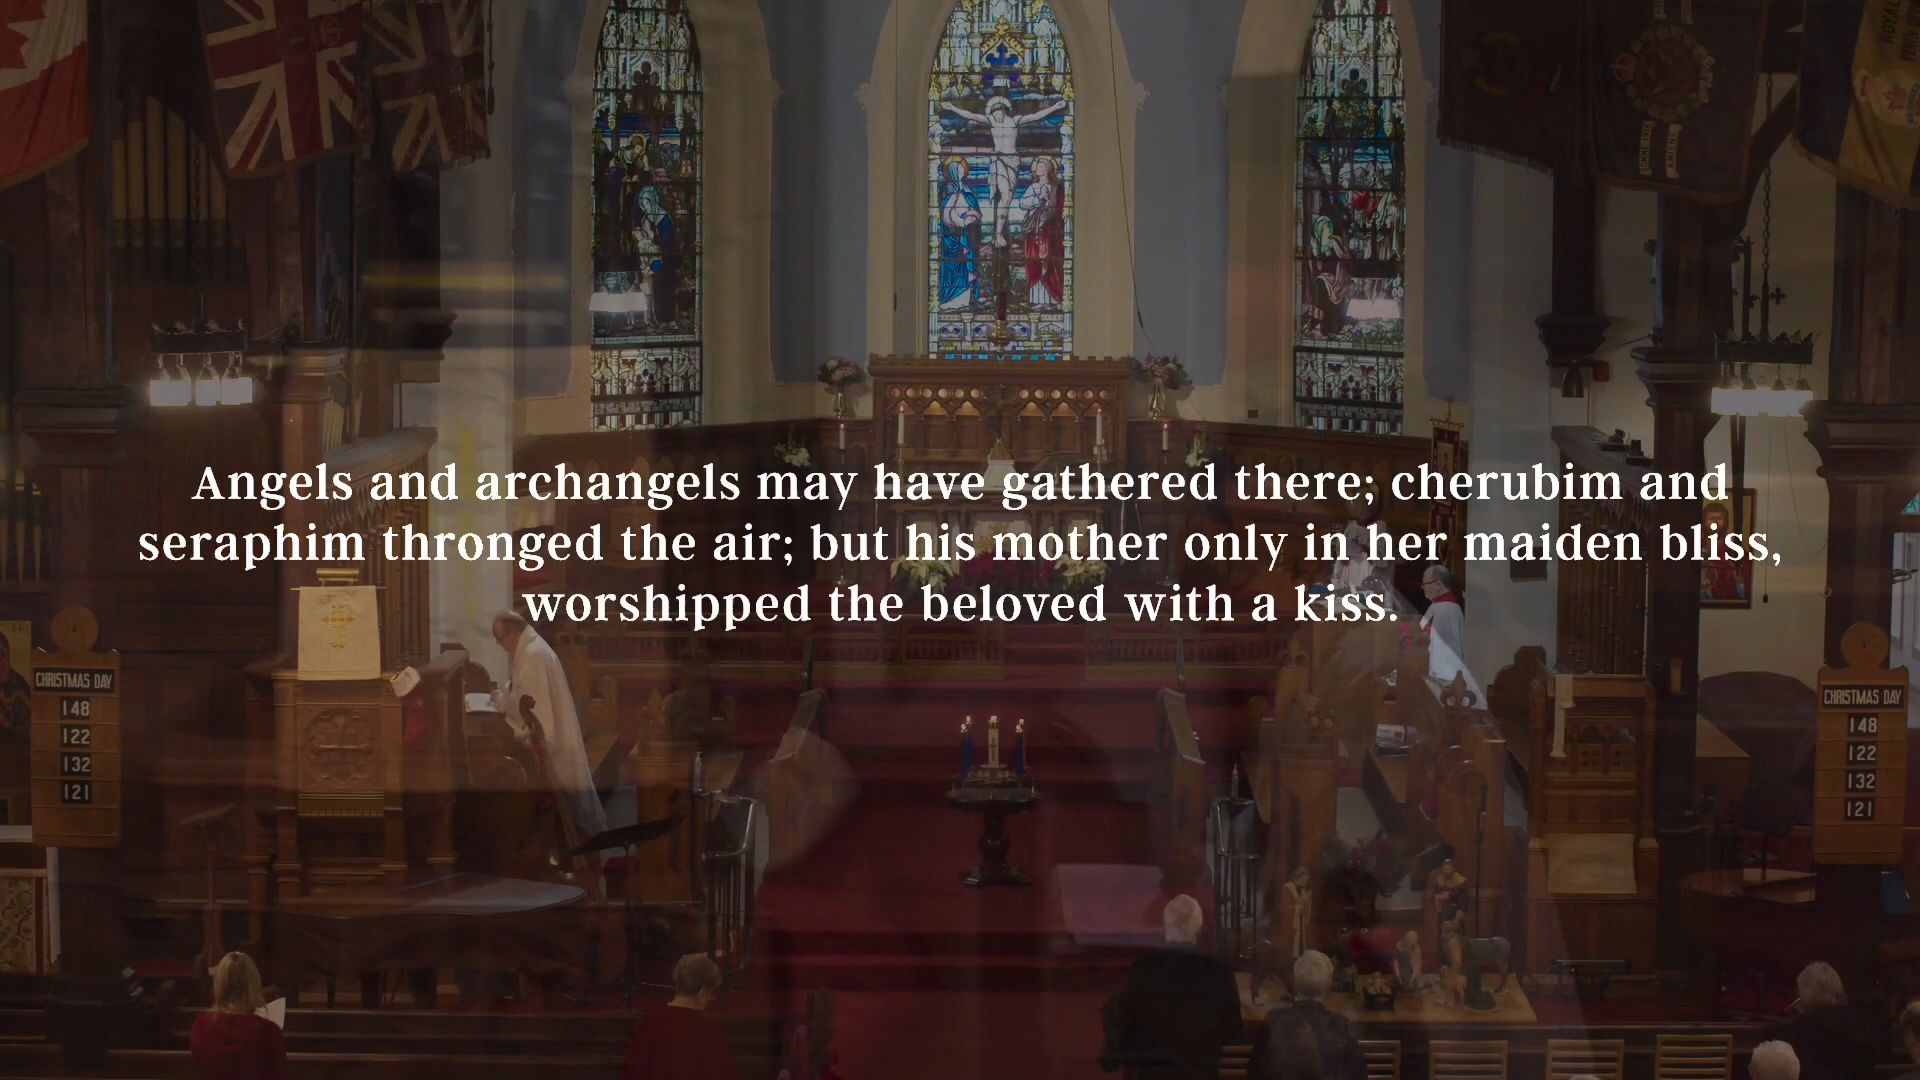 Angels and archangels may have gathered there; cherubim and
seraphim thronged the air; but his mother only in her maiden bliss,
worshipped the beloved with a kiss.
CHRISTMAS DAY
148
122
132
121
CHRISTMAS DAY
148
122
132
121